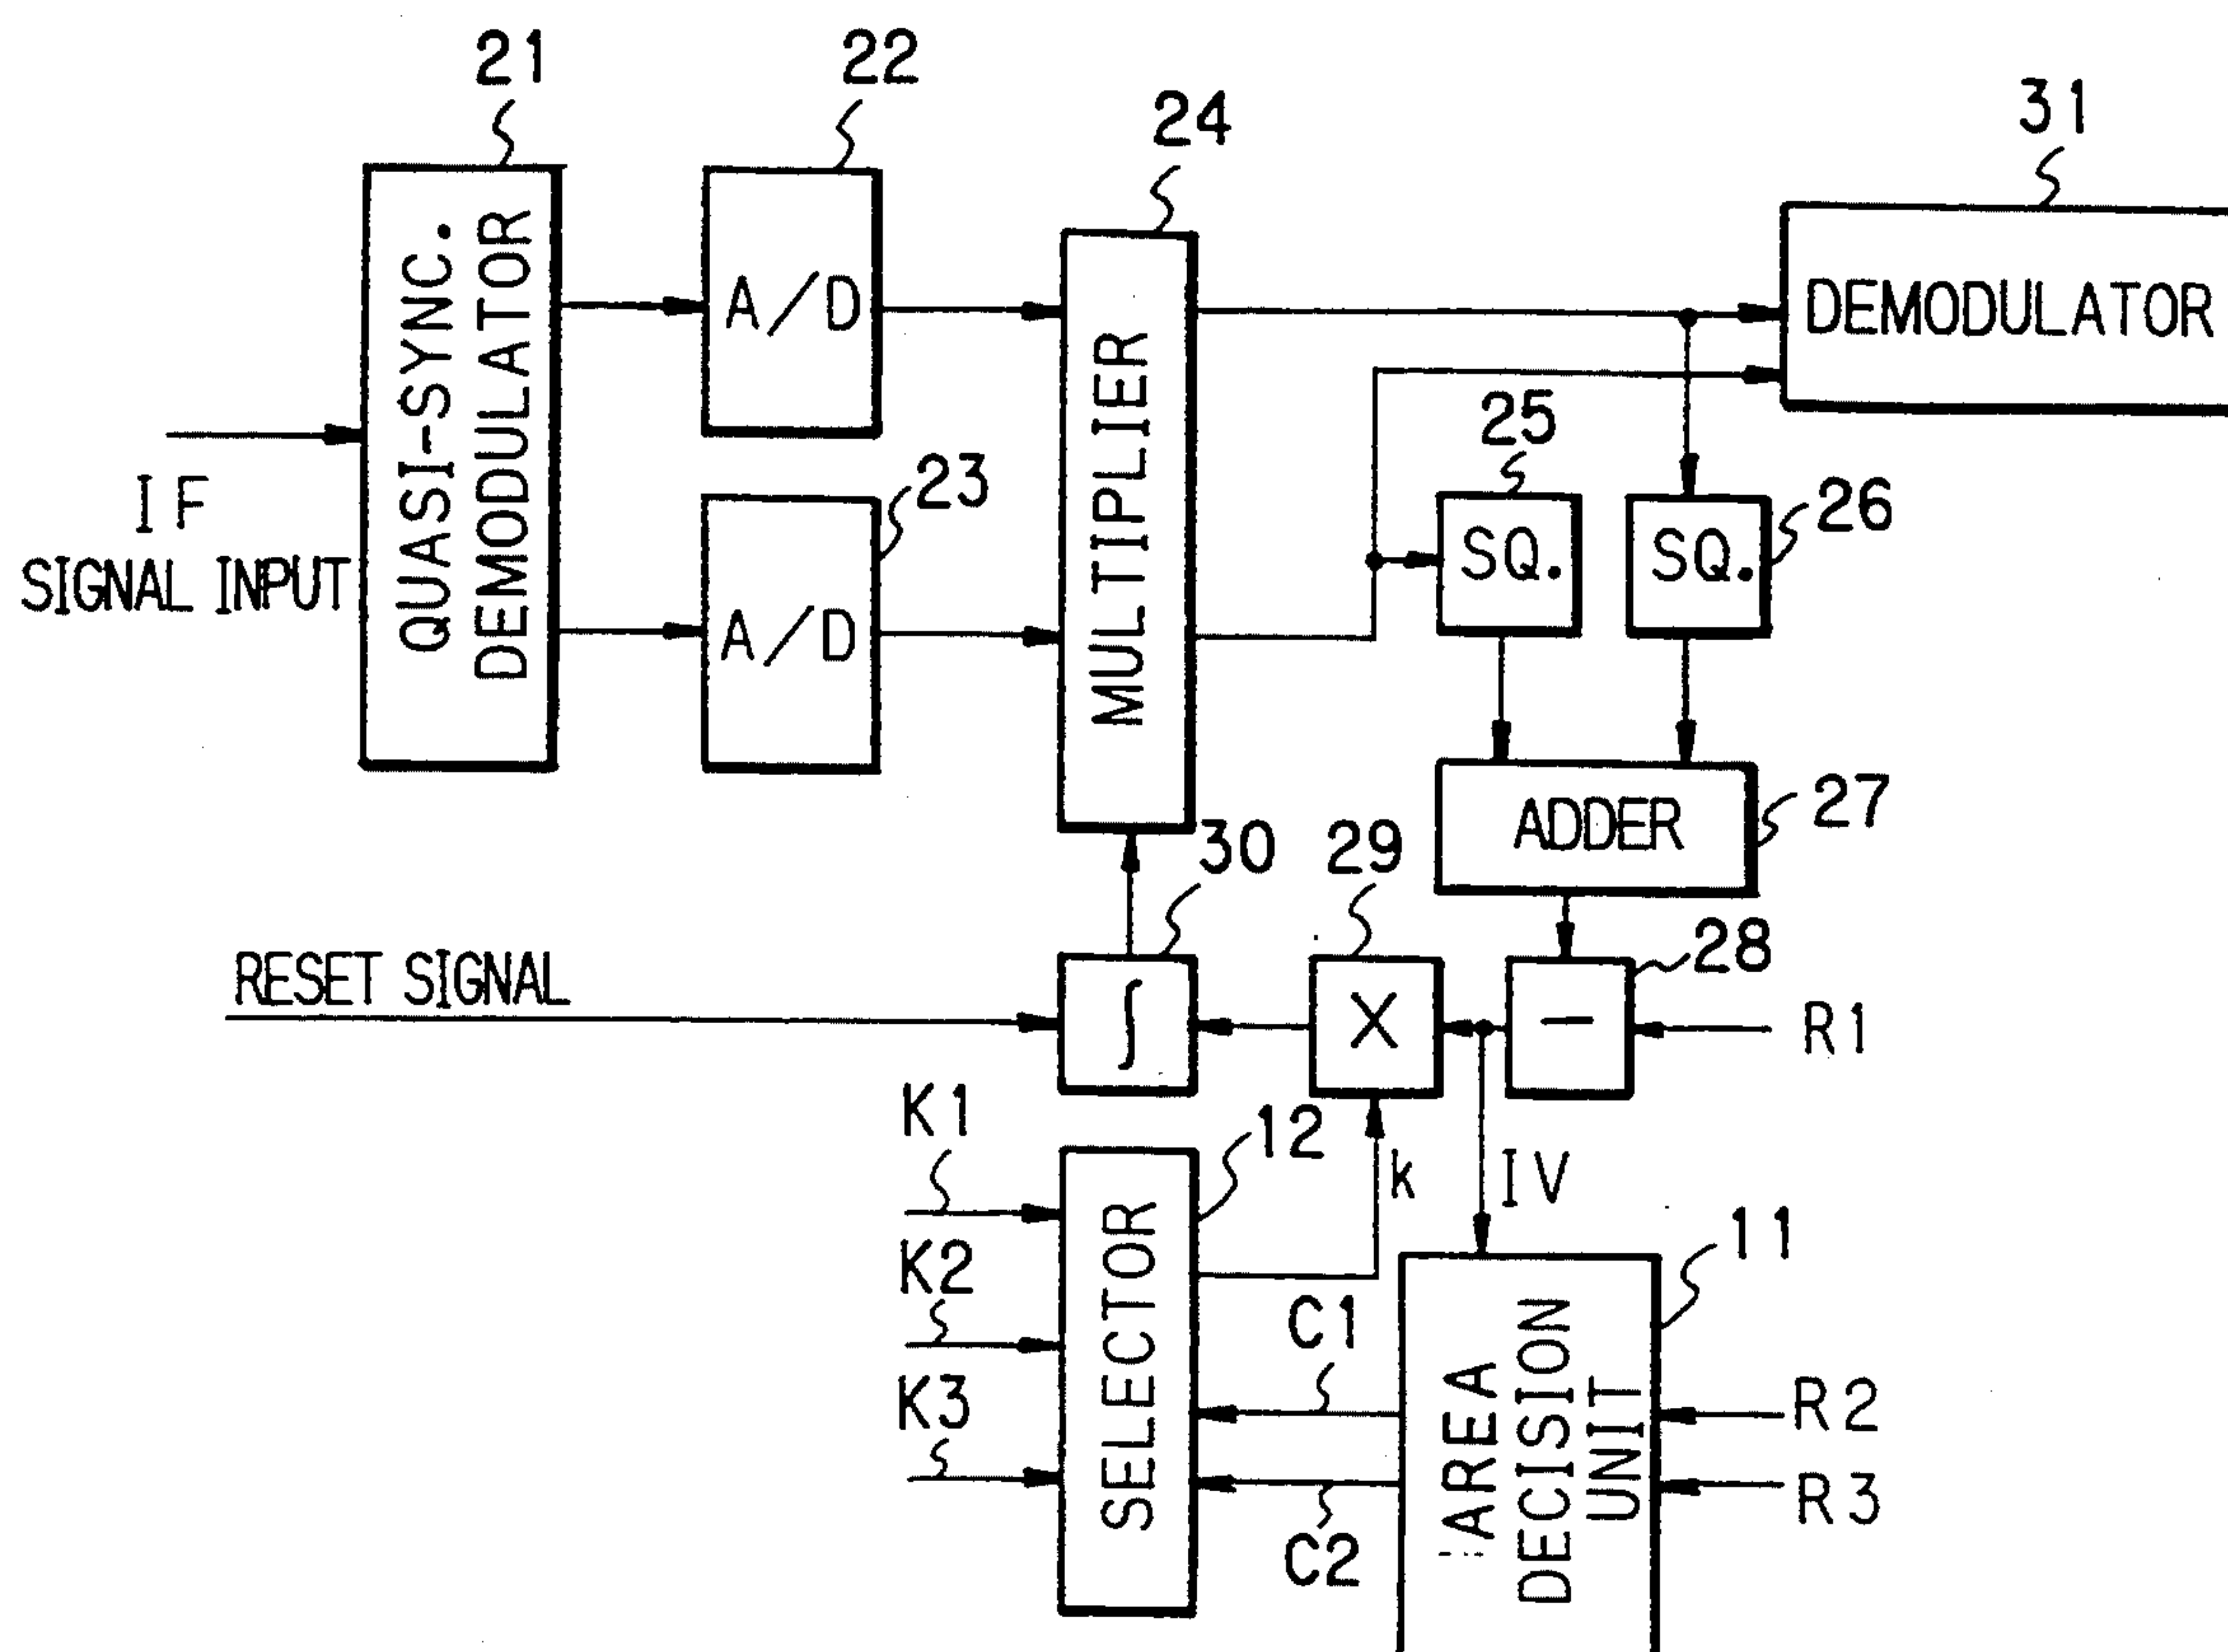 21
22
24
31
QUASI-SYNC.
DEMODULATOR
A/D
MULTIPLIER
DEMODULATOR
IF
SIGNAL INPUT
23
A/D
25
SQ.
26
SQ.
ADDER
27
30
29
28
RESET SIGNAL
∫
X
−
R1
K1
K2
K3
12
SELECTOR
k
IV
11
C1
C2
AREA
DECISION
UNIT
R2
R3